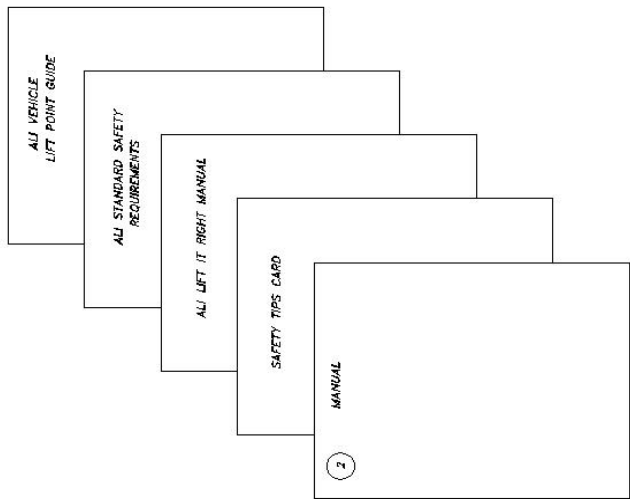 ALI VEHICLE
LIFT POINT GUIDE
ALI STANDARD SAFETY
REQUIREMENTS
ALI LIFT IT RIGHT MANUAL
SAFETY TIPS CARD
MANUAL
2